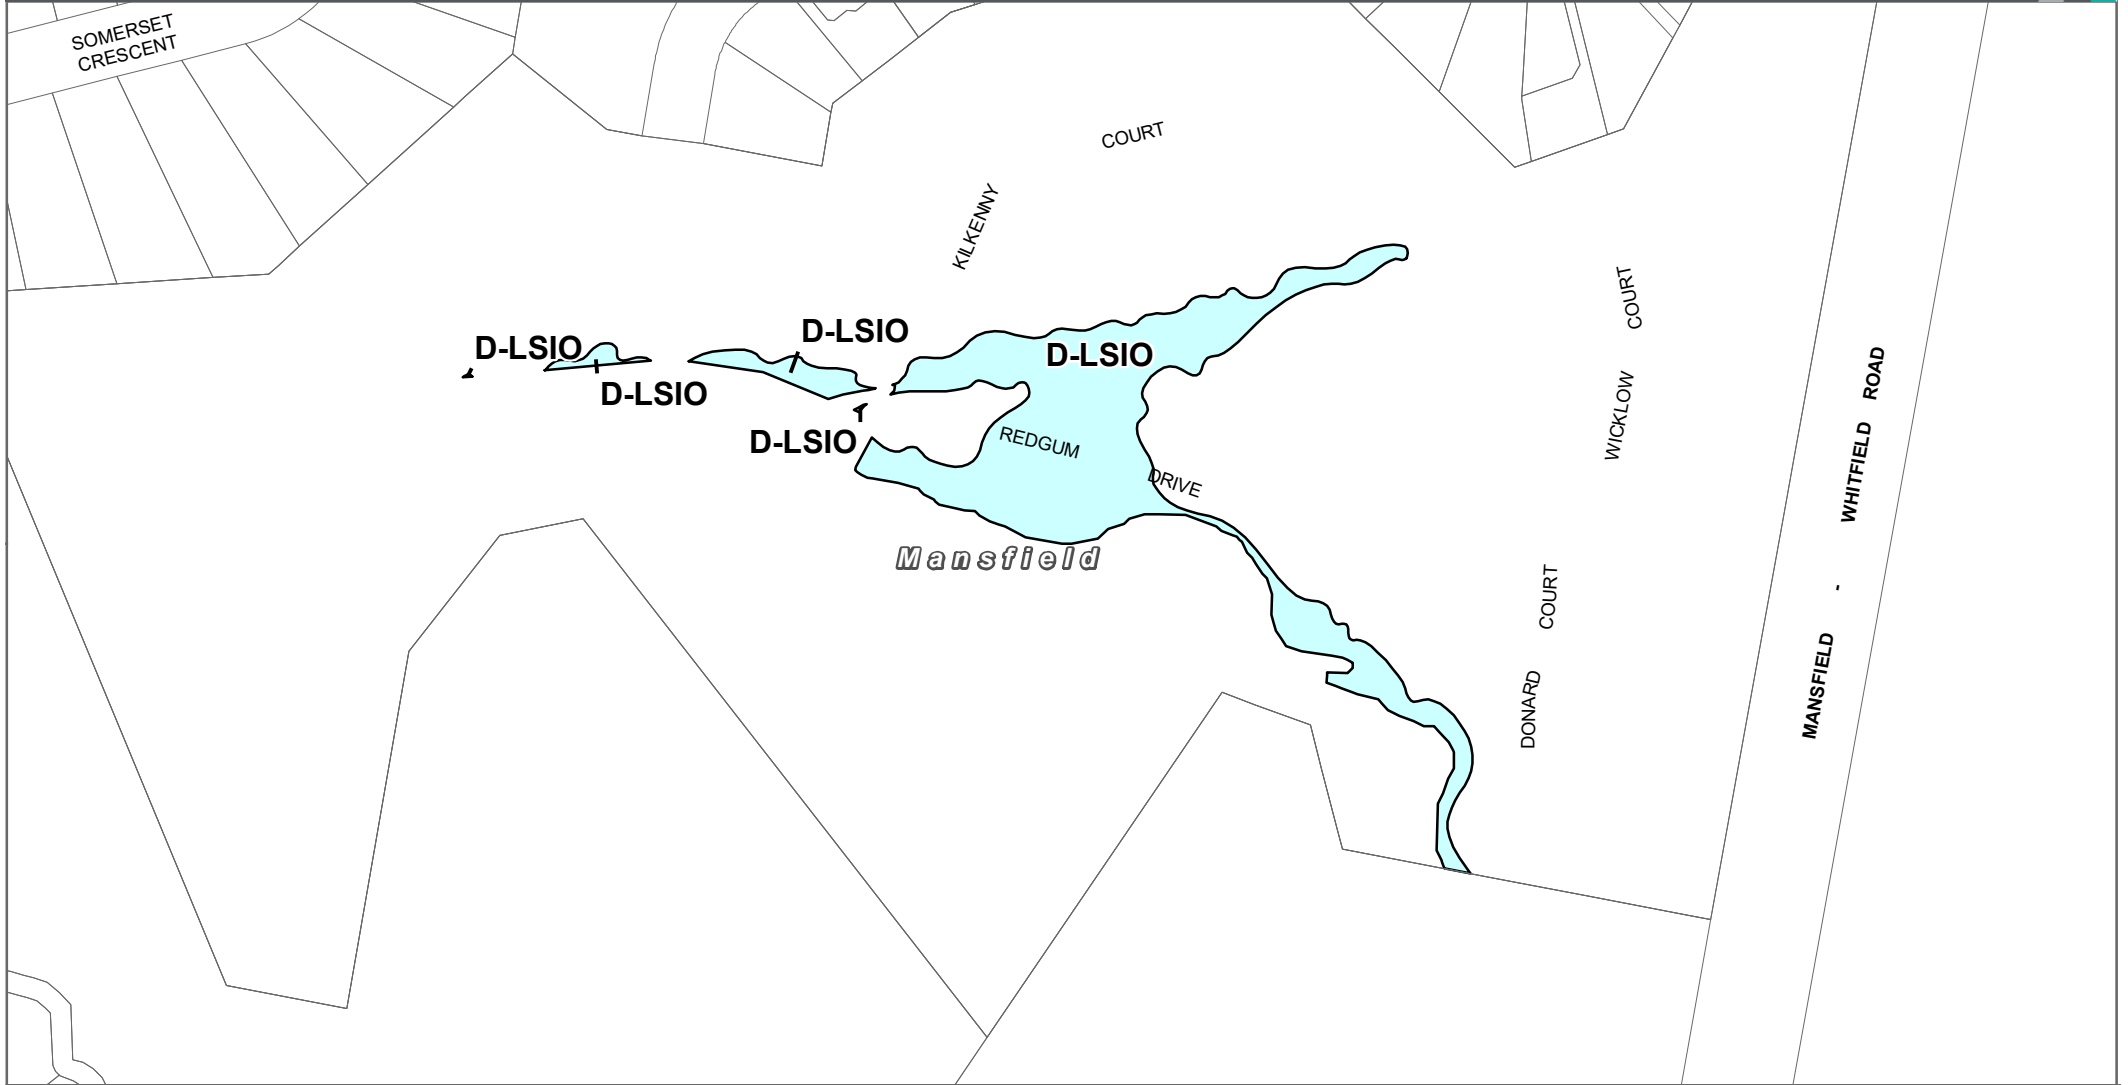 SOMERSET
CRESCENT
COURT
KILKENNY
COURT
D-LSIO
D-LSIO
D-LSIO
D-LSIO
D-LSIO
WICKLOW
REDGUM
DRIVE
Mansfield
COURT
DONARD
MANSFIELD - WHITFIELD ROAD